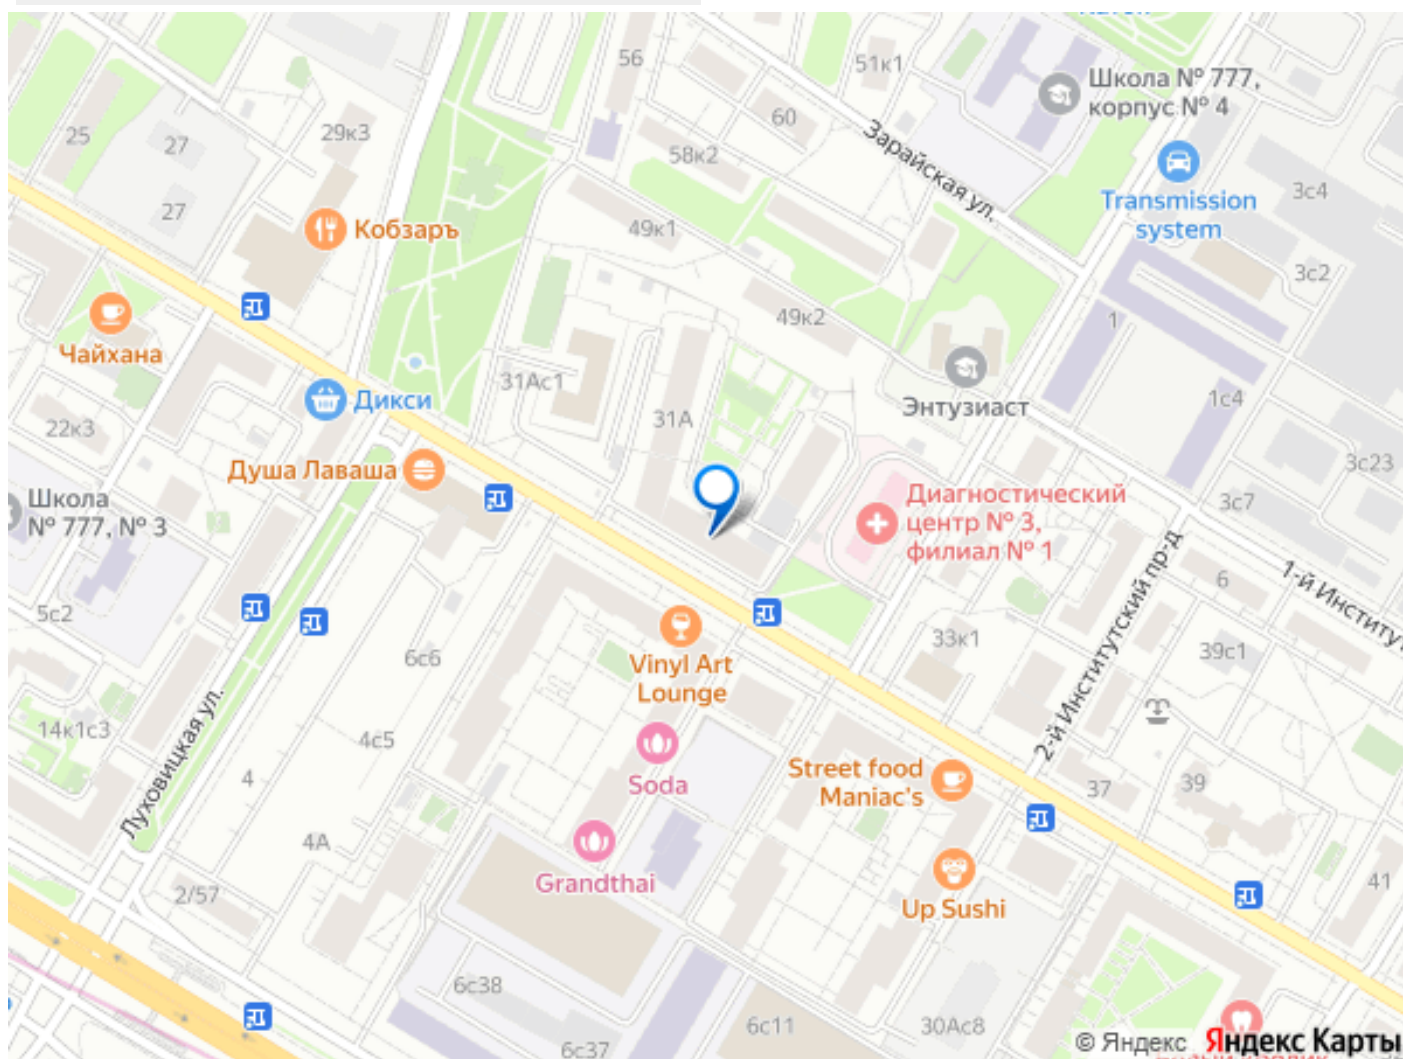 56
51к1
Школа № 777,
корпус № 4
25
27
29к3
60
58к2
Зарайская ул.
3с4
Transmission
system
27
Кобзаръ
49к1
3с2
49к2
1
Чайхана
31Ас1
Дикси
31А
Энтузиаст
1с4
22к3
Душа Лаваша
3с23
Школа
№ 777, № 3
Диагностический
центр № 3,
филиал № 1
3с7
2-й Институтский пр-д
6
5с2
33к1
39с1
6с6
Vinyl Art
Lounge
Луховицкая ул.
14к1с3
4с5
4
Soda
Street food
Maniac's
37
39
4А
2/57
Grandthai
Up Sushi
41
6с38
6с11
30Ас8
6с37
© Яндекс Яндекс Карты